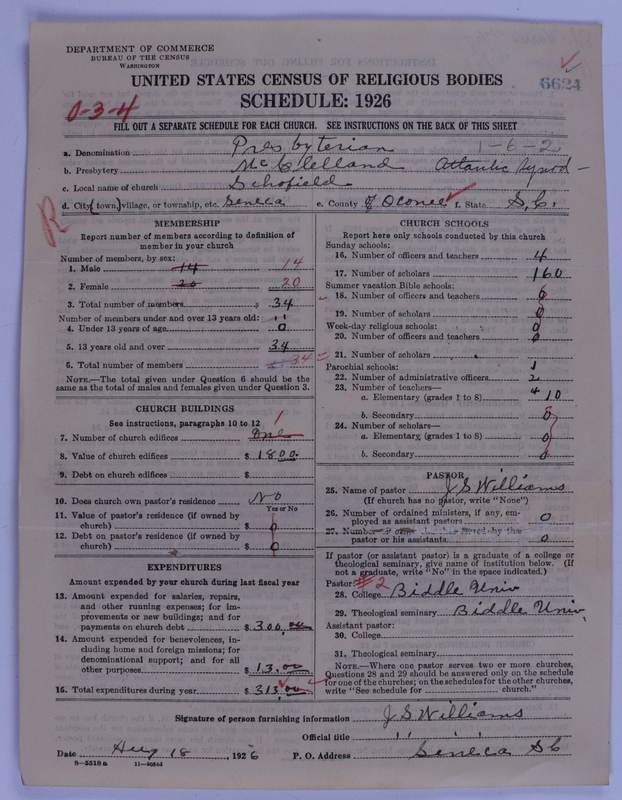 DEPARTMENT OF COMMERCE
BUREAU OF THE CENSUS
WASHINGTON
UNITED STATES CENSUS OF RELIGIOUS BODIES
SCHEDULE: 1926
6624
0-3-4
FILL OUT A SEPARATE SCHEDULE FOR EACH CHURCH. SEE INSTRUCTIONS ON THE BACK OF THIS SHEET
a. Denomination Presbyterian 1-6-2
b. Presbytery McClelland Atlantic Synod
c. Local name of church Schofield
d. City, town, village, or township, etc. Seneca e. County of Oconee f. State S.C.
R
MEMBERSHIP
Report number of members according to definition of
member in your church
Number of members, by sex:
1. Male 14 14
2. Female 20 20
3. Total number of members 34
Number of members under and over 13 years old:
4. Under 13 years of age 0
5. 13 years old and over 34
6. Total number of members 34
NOTE.—The total given under Question 6 should be
same as the total of males and females given under Question 3.
CHURCH BUILDINGS
See instructions, paragraphs 10 to 12
7. Number of church edifices One 1
8. Value of church edifices $ 1800
9. Debt on church edifices $
10. Does church own pastor's residence No
Yes or No
11. Value of pastor's residence (if owned by
church) $ 0
12. Debt on pastor's residence (if owned by
church) $ 0
EXPENDITURES
Amount expended by your church during last fiscal year
13. Amount expended for salaries, repairs,
and other running expenses; for im-
provements or new buildings; and for
payments on church debt $ 300.00
14. Amount expended for benevolences, in-
cluding home and foreign missions; for
denominational support; and for all
other purposes $ 13.00
15. Total expenditures during year $ 313.00
CHURCH SCHOOLS
Report here only schools conducted by this church
Sunday schools:
16. Number of officers and teachers 4
17. Number of scholars 160
Summer vacation Bible schools:
18. Number of officers and teachers 0
19. Number of scholars 0
Week-day religious schools: 0
20. Number of officers and teachers 0
21. Number of scholars
Parochial schools: 1
22. Number of administrative officers 2
23. Number of teachers—
a. Elementary (grades 1 to 8) 10
b. Secondary 0
24. Number of scholars—
a. Elementary (grades 1 to 8) 0
b. Secondary 0
PASTOR
25. Name of pastor J S Williams
(If church has no pastor, write "None")
26. Number of ordained ministers, if any, em-
ployed as assistant pastors 0
27. Number of other churches served by the
pastor or his assistants 0
If pastor (or assistant pastor) is a graduate of a college or
theological seminary, give name of institution below. (If
not a graduate, write "No" in the space indicated.)
Pastor: #2
28. College Biddle Univ
29. Theological seminary Biddle Univ.
Assistant pastor:
30. College
31. Theological seminary
NOTE.—Where one pastor serves two or more churches,
Questions 28 and 29 should be answered only on the schedule
for one of the churches; on the schedules for the other churches,
write "See schedule for church."
Signature of person furnishing information J S Williams
Official title
Date Aug 18, 1926 P. O. Address Seneca SC
8-5518a